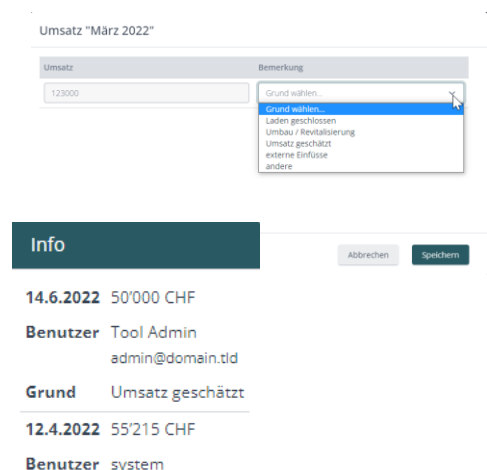 Umsatz "März 2022"
Umsatz Bemerkung
123000 Grund wählen...
Grund wählen...
Laden geschlossen
Umbau / Revitalisierung
Umsatz geschätzt
externe Einfüsse
andere
Abbrechen Speichern
Info
14.6.2022 50'000 CHF
Benutzer Tool Admin
admin@domain.tld
Grund Umsatz geschätzt
12.4.2022 55'215 CHF
Benutzer system